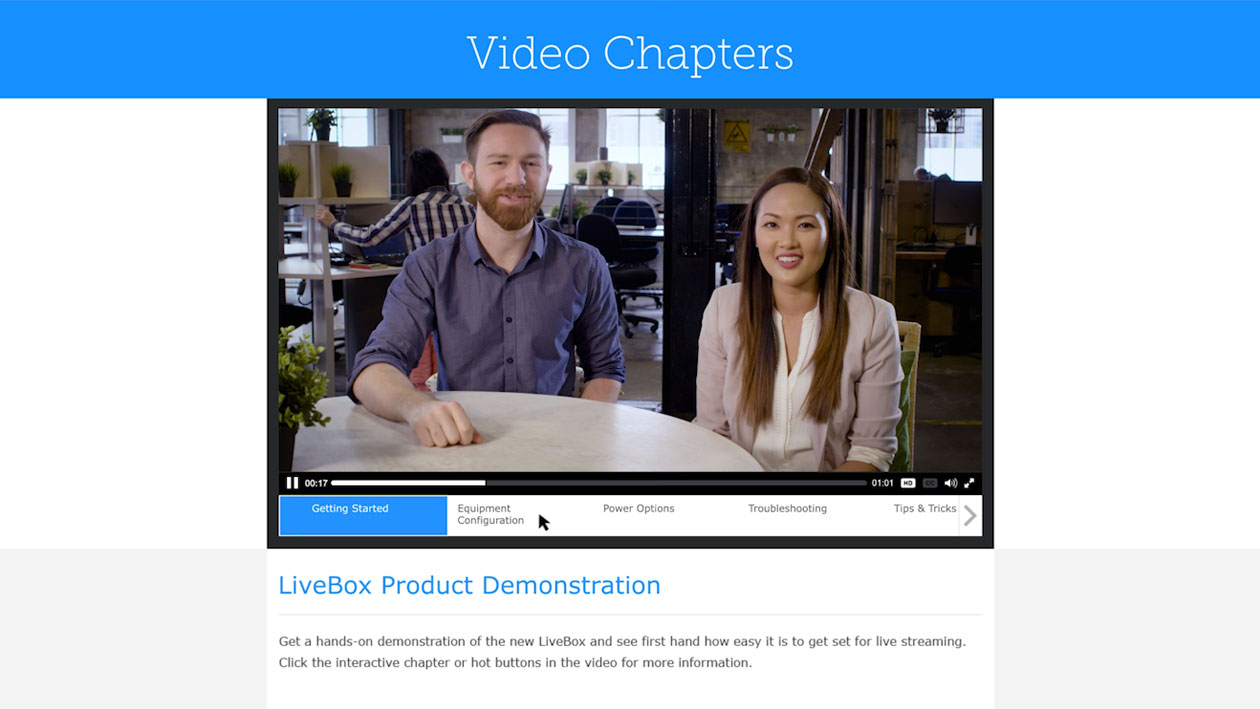 Video Chapters
00:17
01:01
HD
CC
Getting Started
Equipment
Configuration
Power Options
Troubleshooting
Tips & Tricks
LiveBox Product Demonstration
Get a hands-on demonstration of the new LiveBox and see first hand how easy it is to get set for live streaming.
Click the interactive chapter or hot buttons in the video for more information.